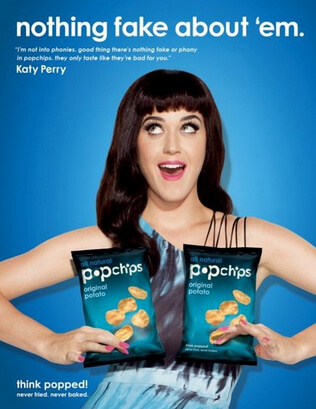 nothing fake about 'em.
"i'm not into phonies. good thing there's nothing fake or phony
in popchips. they only taste like they're bad for you."
Katy Perry
all natural
popchips
original
potato
all natural
popchips
original
potato
think popped!
think popped!
never fried. never baked.